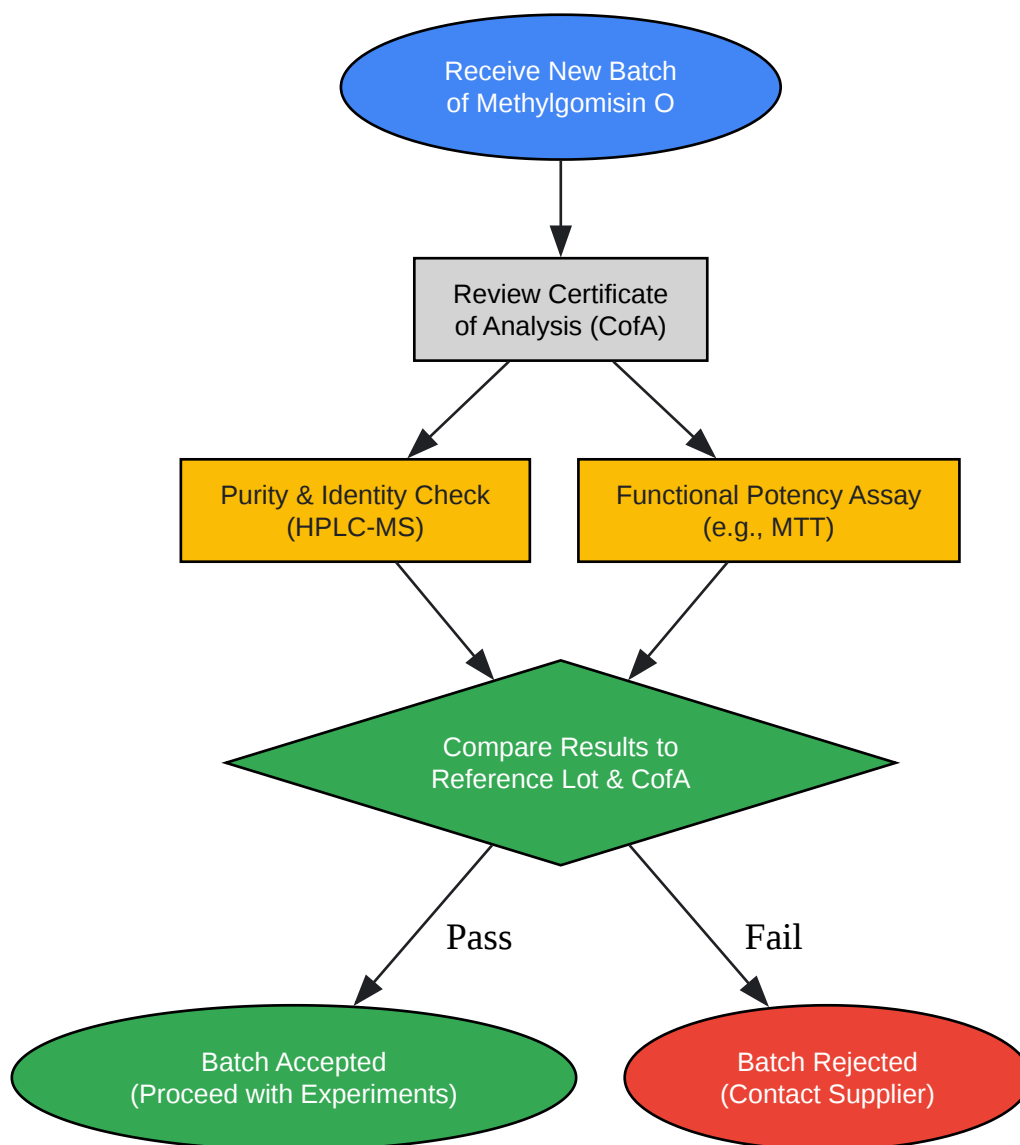 Receive New Batch
of Methylgomisin O
Review Certificate
of Analysis (CofA)
Purity & Identity Check
(HPLC-MS)
Functional Potency Assay
(e.g., MTT)
Compare Results to
Reference Lot & CofA
Pass
Fail
Batch Accepted
(Proceed with Experiments)
Batch Rejected
(Contact Supplier)